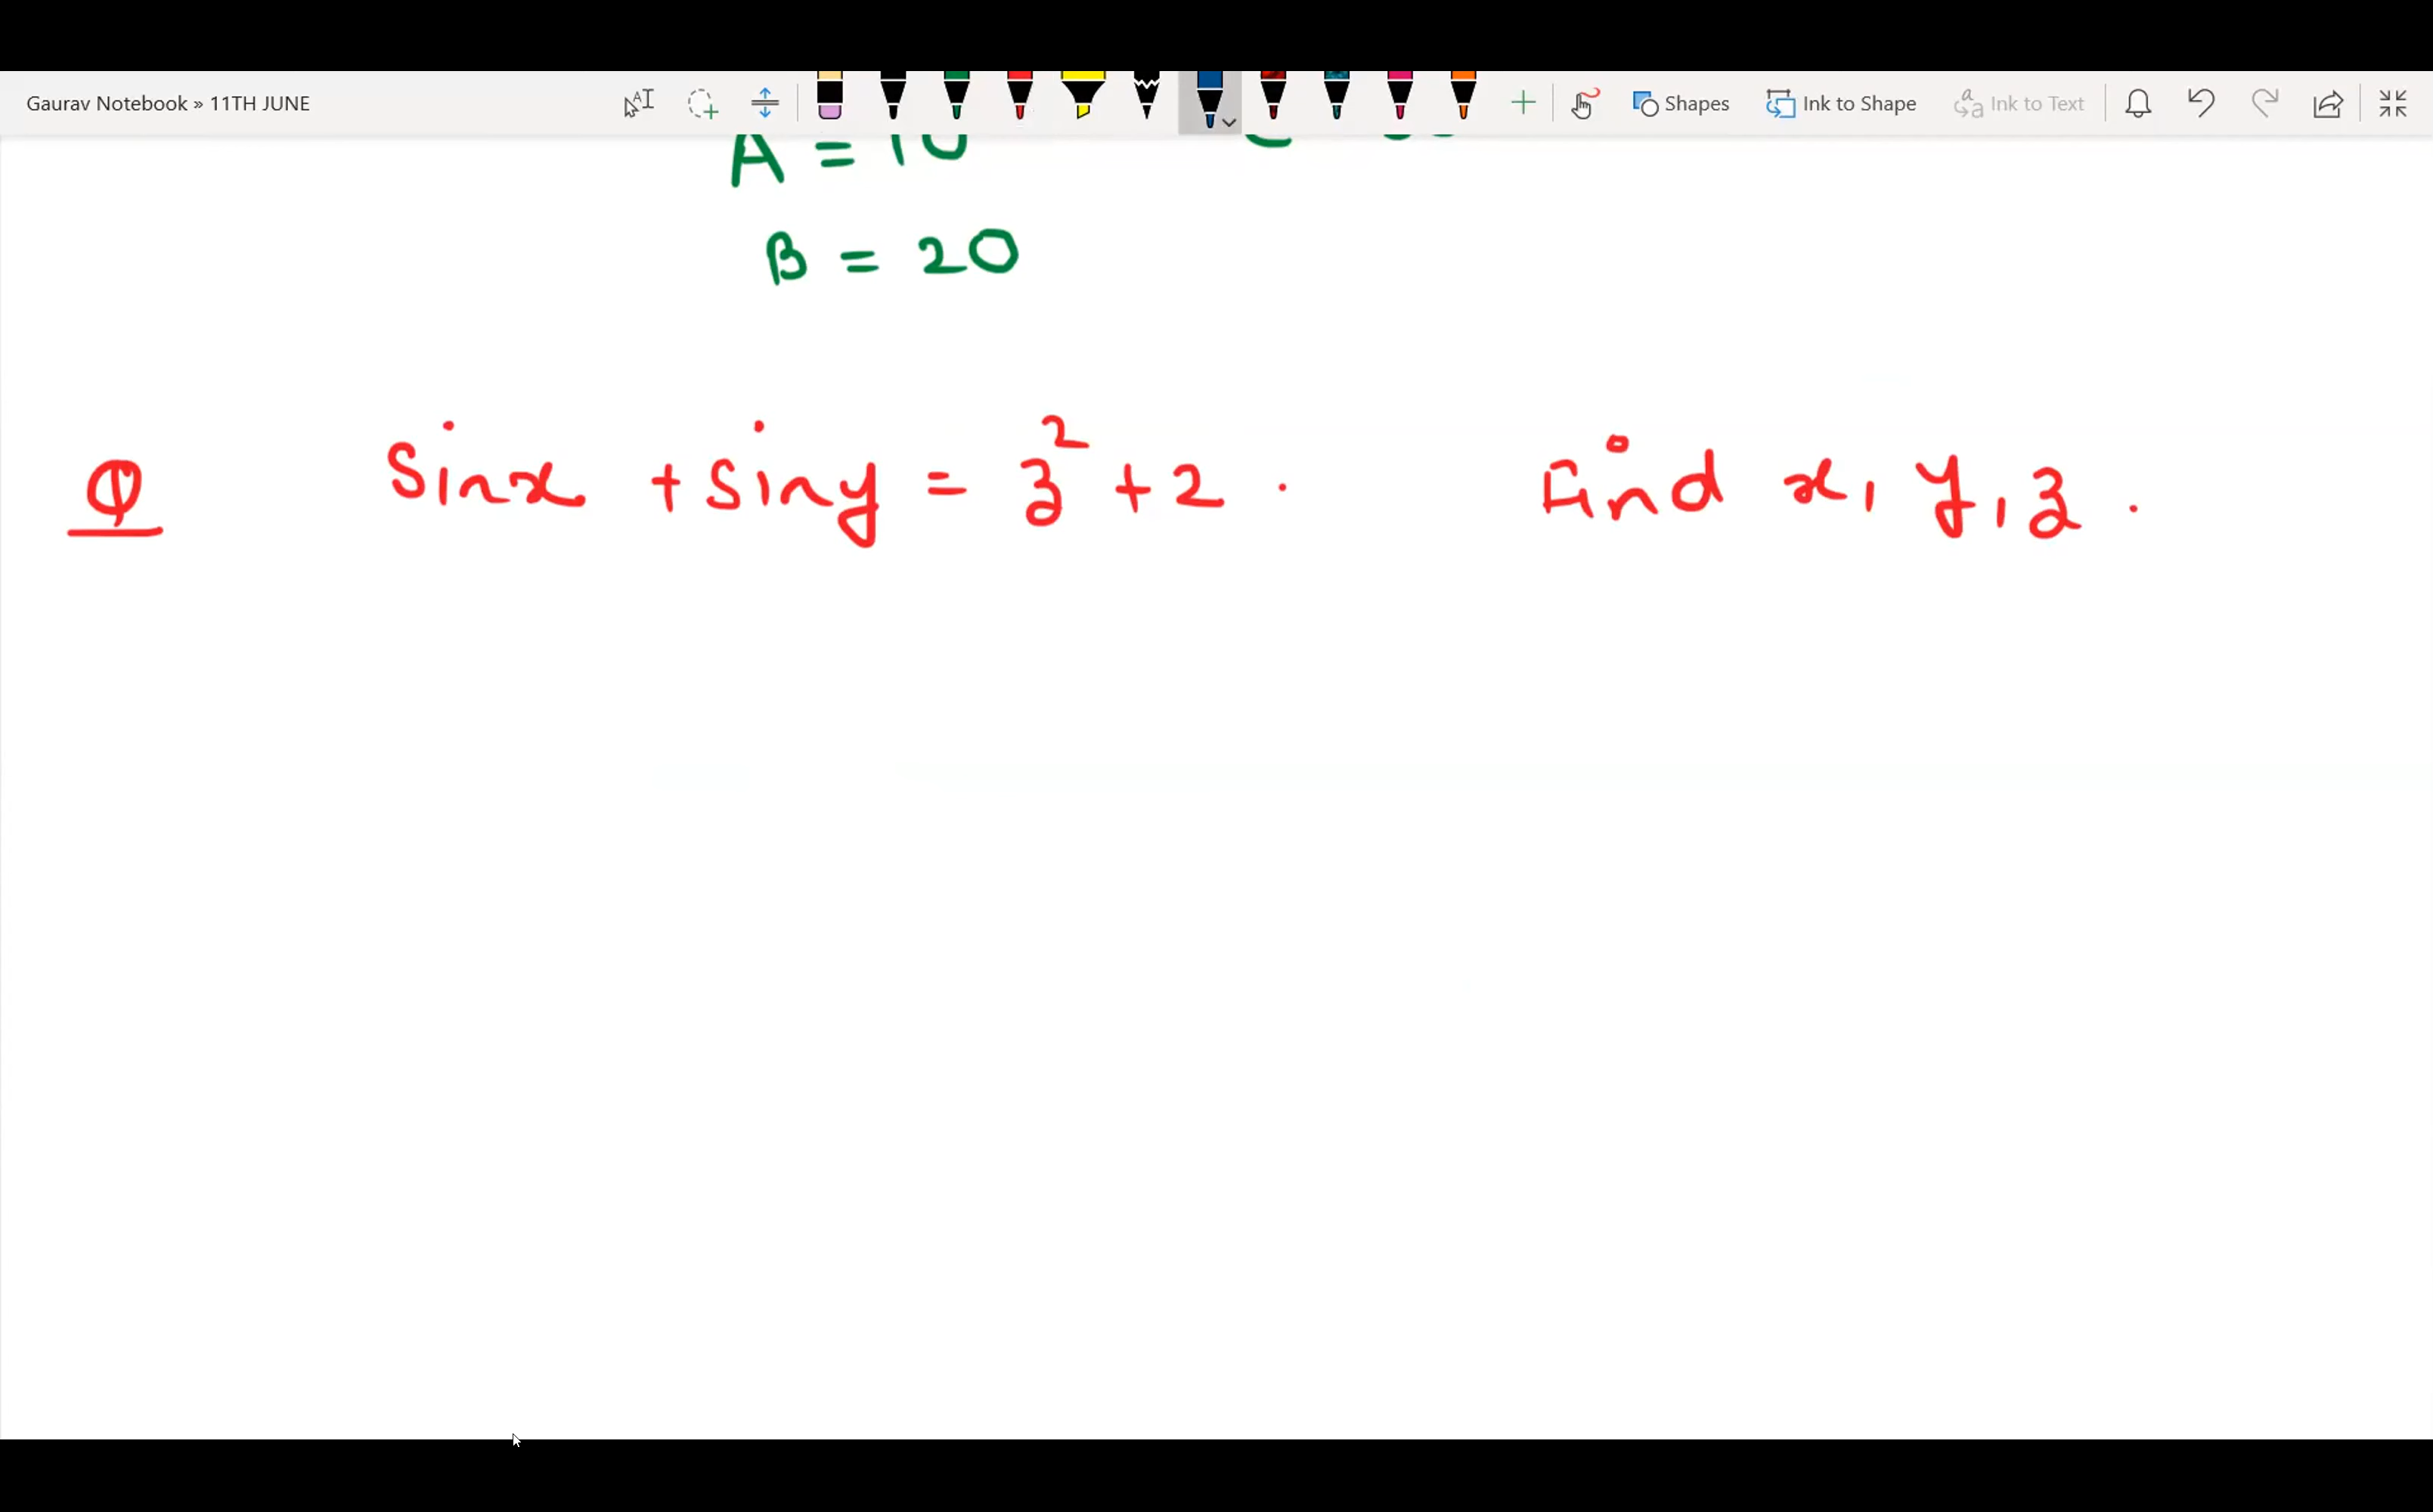 Gaurav Notebook » 11TH JUNE Shapes Ink to Shape Ink to Text
A = 10
B = 20
Q sinx + siny = z² + 2 . Find x, y, z .